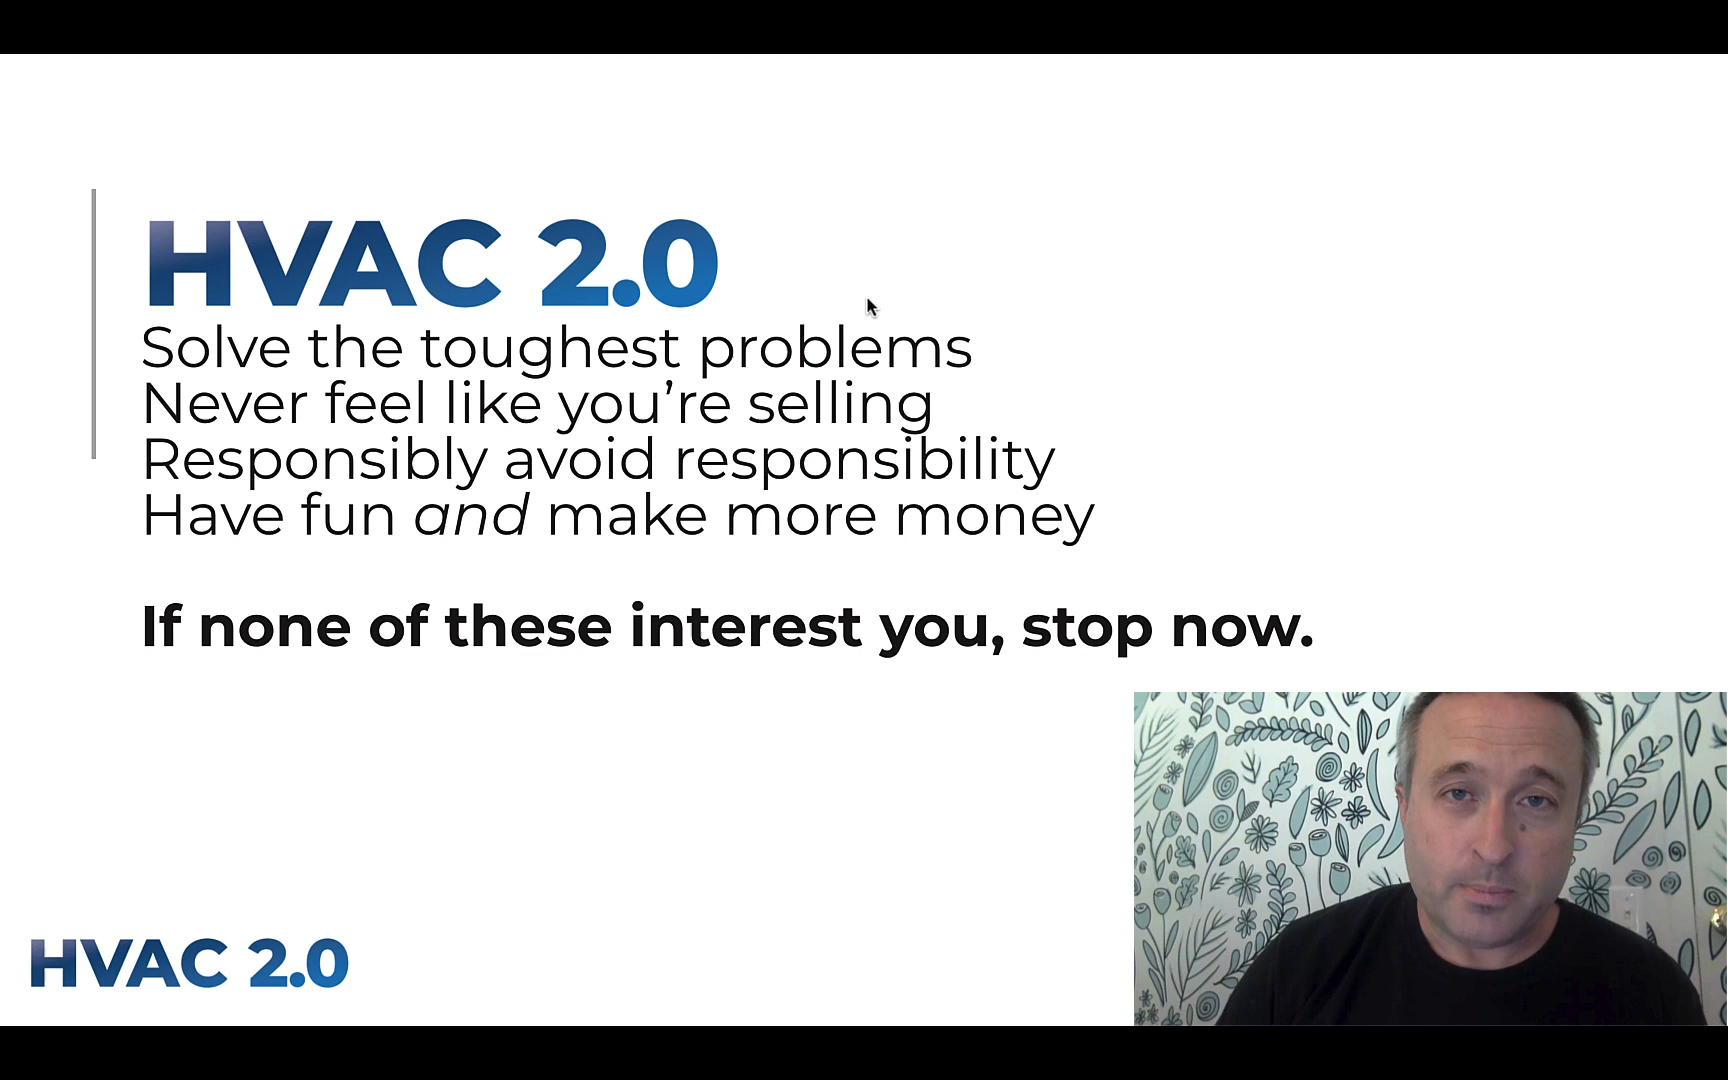 HVAC 2.0
Solve the toughest problems
Never feel like you’re selling
Responsibly avoid responsibility
Have fun and make more money
If none of these interest you, stop now.
HVAC 2.0